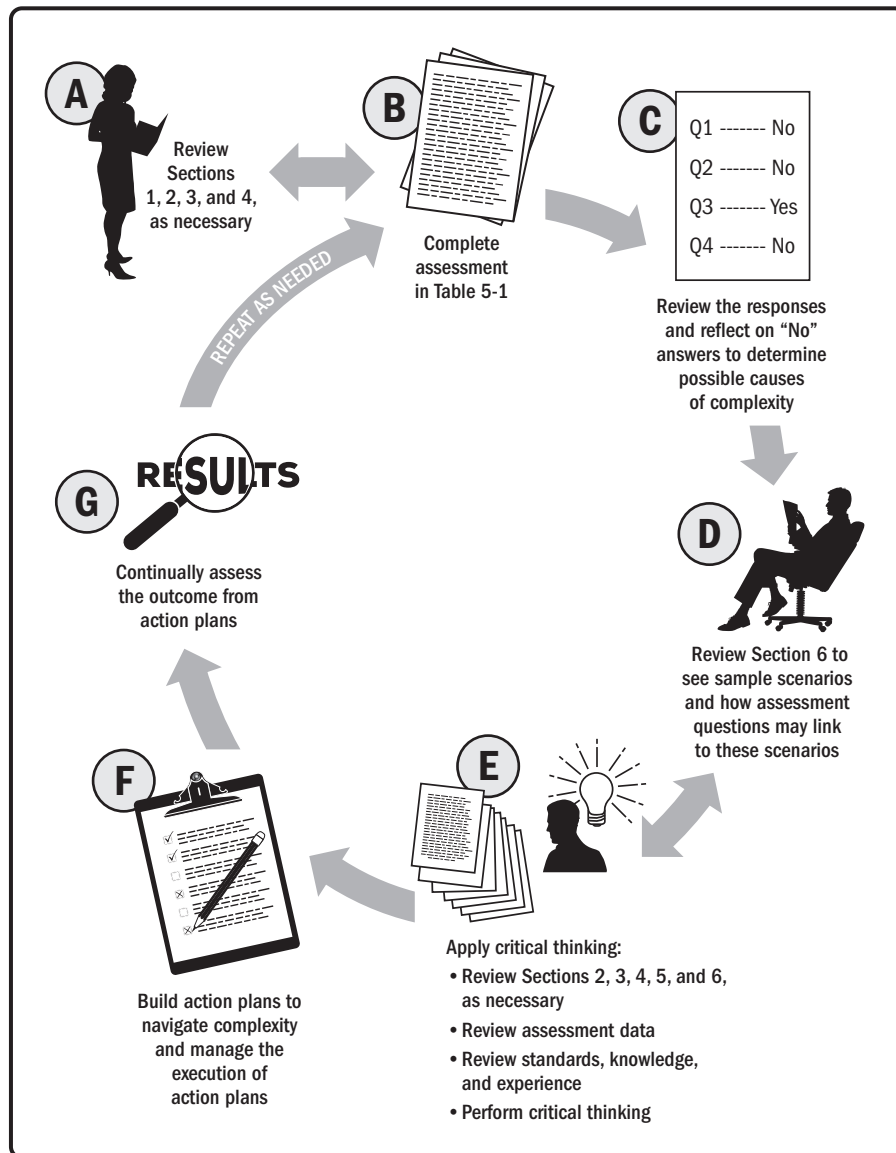 A
Review
Sections
1, 2, 3, and 4,
as necessary
B
Complete
assessment
in Table 5-1
C
Q1 ------- No
Q2 ------- No
Q3 ------- Yes
Q4 ------- No
Review the responses
and reflect on “No”
answers to determine
possible causes
of complexity
D
Review Section 6 to
see sample scenarios
and how assessment
questions may link
to these scenarios
E
Apply critical thinking:
• Review Sections 2, 3, 4, 5, and 6,
as necessary
• Review assessment data
• Review standards, knowledge,
and experience
• Perform critical thinking
F
Build action plans to
navigate complexity
and manage the
execution of
action plans
G
RESULTS
Continually assess
the outcome from
action plans
REPEAT AS NEEDED